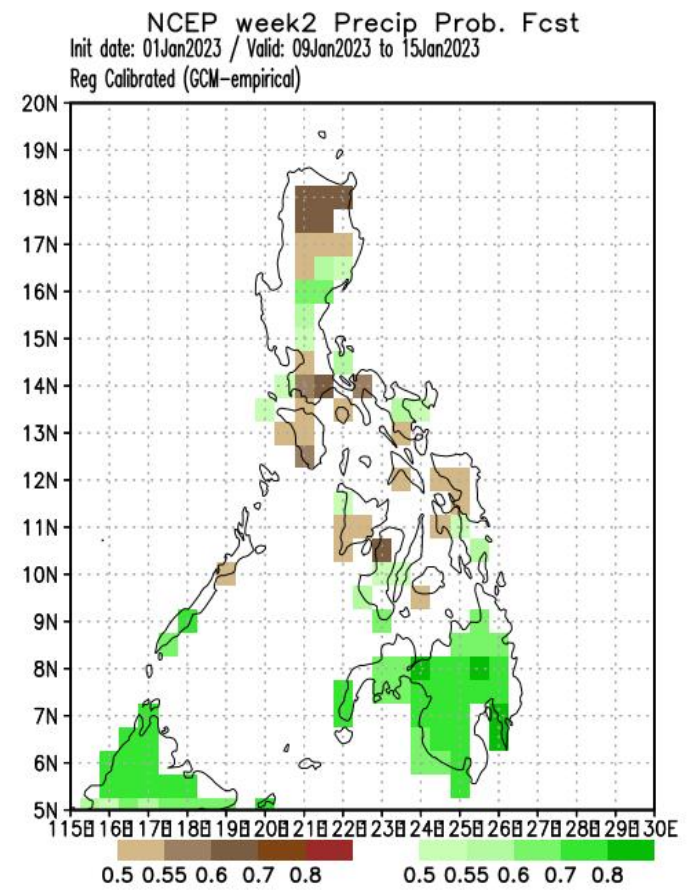 NCEP week2 Precip Prob. Fcst
Init date: 01Jan2023 / Valid: 09Jan2023 to 15Jan2023
Reg Calibrated (GCM-empirical)
20N
19N
18N
17N
16N
15N
14N
13N
12N
11N
10N
9N
8N
7N
6N
5N
115E 116E 117E 118E 119E 120E 121E 122E 123E 124E 125E 126E 127E 128E 129E 130E
0.5 0.55 0.6 0.7 0.8 0.5 0.55 0.6 0.7 0.8